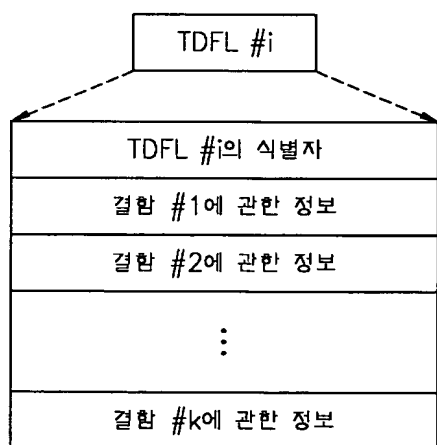 TDFL #i
TDFL #i의 식별자
결함 #1에 관한 정보
결함 #2에 관한 정보
⋮
결함 #k에 관한 정보